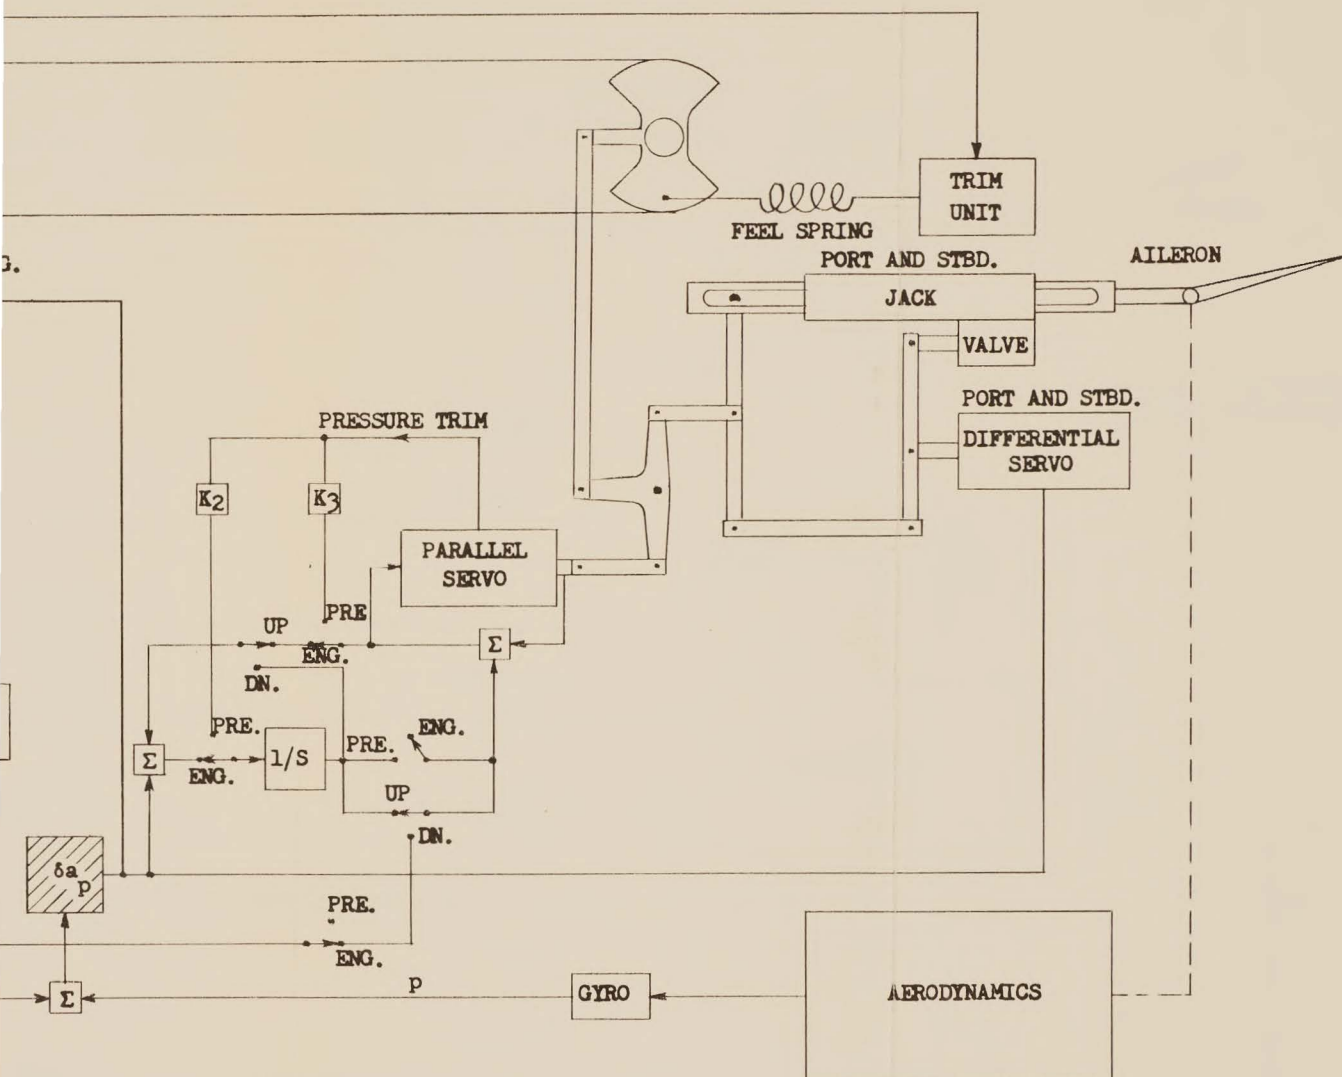 TRIM
UNIT
FEEL SPRING
G.
PORT AND STBD.
AILERON
JACK
VALVE
PORT AND STBD.
DIFFERENTIAL
SERVO
PRESSURE TRIM
K2
K3
PARALLEL
SERVO
PRE
UP
Σ
ENG.
DN.
PRE.
ENG.
Σ
1/S
PRE.
ENG.
UP
DN.
δap
PRE.
ENG.
p
Σ
GYRO
AERODYNAMICS